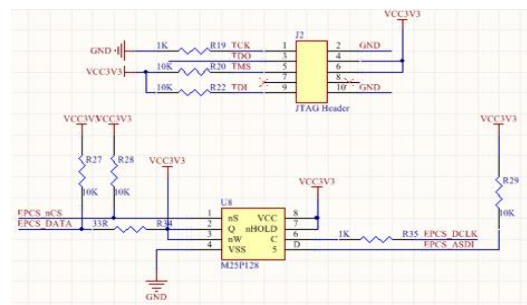 VCC3V3
J2
GND 1K R19 TCK 1 2 GND
TDO 3 4
VCC3V3 10K R20 TMS 5 6
7 8
10K R22 TDI 9 10 GND
JTAG Header
VCC3V3 VCC3V3 VCC3V3
R27 R28 VCC3V3
VCC3V3 R29
10K 10K U8 10K
EPCS_nCS 1 nS VCC 8
EPCS_DATA 33R R34 2 Q nHOLD 7
3 nW C 6 1K R35 EPCS_DCLK
4 VSS 5 D EPCS_ASDI
M25P128
GND